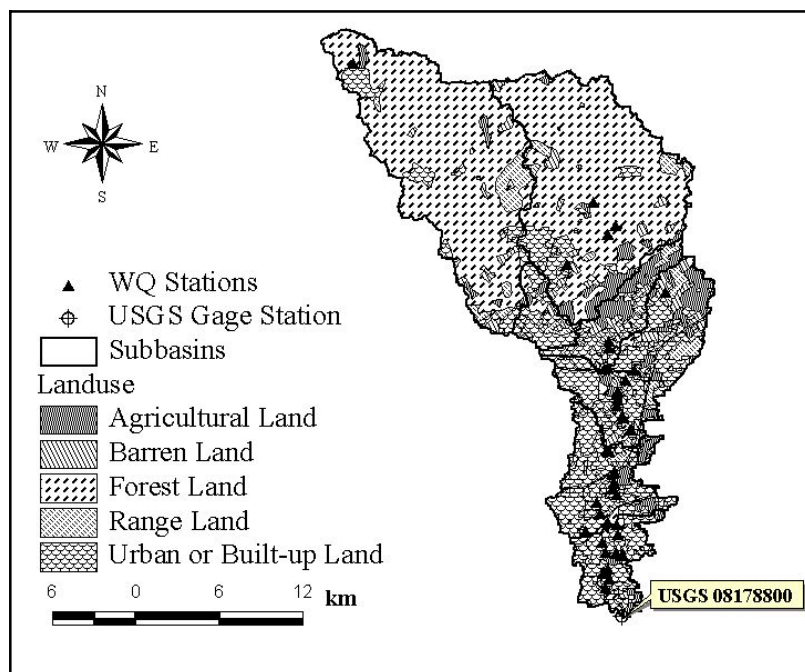 N
W E
S
WQ Stations
USGS Gage Station
Subbasins
Landuse
Agricultural Land
Barren Land
Forest Land
Range Land
Urban or Built-up Land
6 0 6 12 km
USGS 08178800